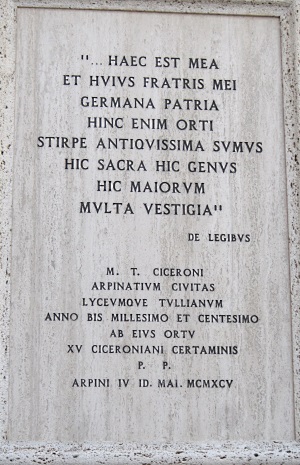 "... HAEC EST MEA
ET HVIVS FRATRIS MEI
GERMANA PATRIA
HINC ENIM ORTI
STIRPE ANTIQVISSIMA SVMVS
HIC SACRA HIC GENVS
HIC MAIORVM
MVLTA VESTIGIA"
DE LEGIBVS
M. T. CICERONI
ARPINATIVM CIVITAS
LYCEVMQVE TVLLIANVM
ANNO BIS MILLESIMO ET CENTESIMO
AB EIVS ORTV
XV CICERONIANI CERTAMINIS
P. P.
ARPINI IV ID. MAI. MCMXCV